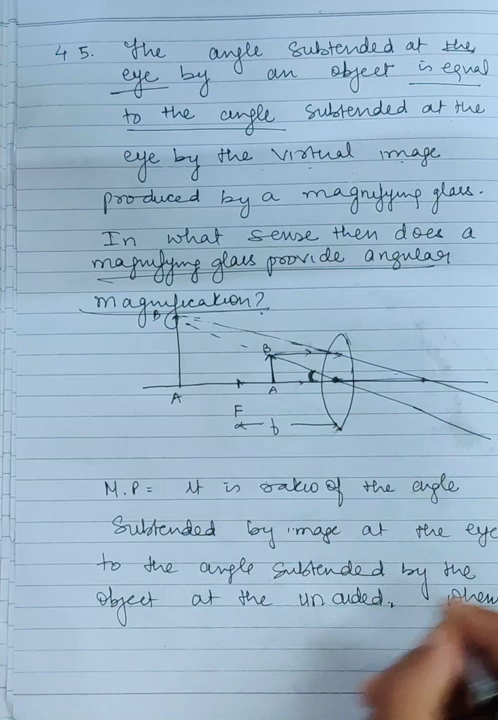 45. The angle subtended at the
eye by an object is equal
to the angle subtended at the
eye by the virtual image
produced by a magnifying glass.
In what sense then does a
magnifying glass provide angular
magnification?
B'
B
A'
A
F
f
M.P= It is ratio of the angle
Subtended by image at the eye
to the angle subtended by the
object at the un aided, when